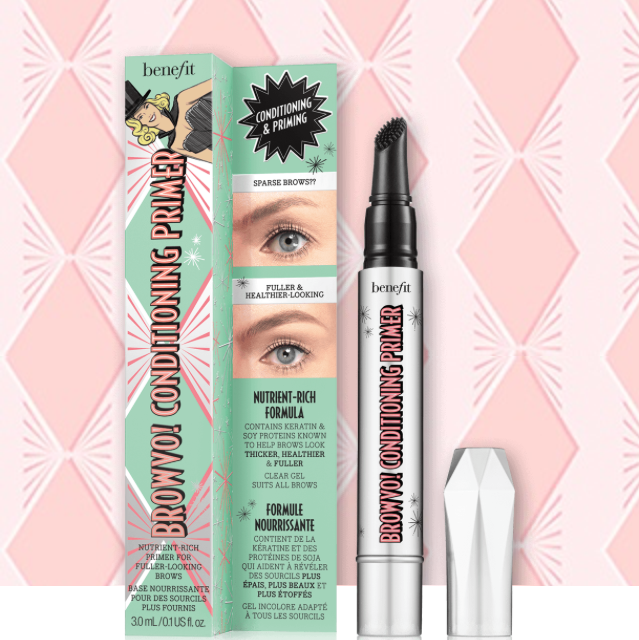 benefit
BROWVO! CONDITIONING PRIMER
NUTRIENT-RICH
PRIMER FOR
FULLER-LOOKING
BROWS
BASE NOURRISSANTE
POUR DES SOURCILS
PLUS FOURNIS
3.0 mL/0.1 US fl. oz.
CONDITIONING
& PRIMING
SPARSE BROWS??
FULLER &
HEALTHIER-LOOKING
NUTRIENT-RICH
FORMULA
CONTAINS KERATIN &
SOY PROTEINS KNOWN
TO HELP BROWS LOOK
THICKER, HEALTHIER
& FULLER
CLEAR GEL
SUITS ALL BROWS
FORMULE
NOURRISSANTE
CONTIENT DE LA
KÉRATINE ET DES
PROTÉINES DE SOJA
QUI AIDENT À RÉVÉLER
DES SOURCILS PLUS
ÉPAIS, PLUS BEAUX ET
PLUS ÉTOFFÉS
GEL INCOLORE ADAPTÉ
À TOUS LES SOURCILS
benefit
BROWVO! CONDITIONING PRIMER